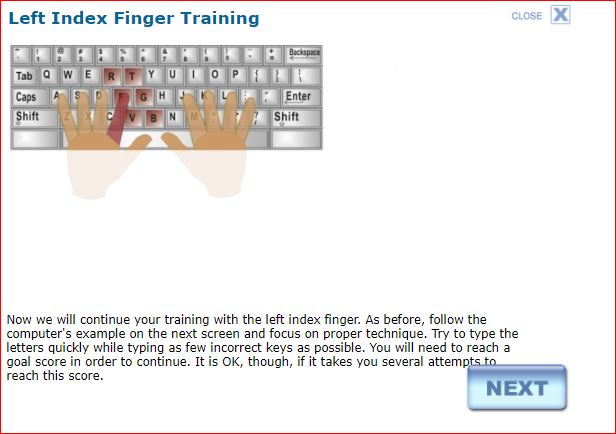 Left Index Finger Training
CLOSE X
~ ! @ # $ % ^ & * ( ) _ + Backspace
1 2 3 4 5 6 7 8 9 0 - =
Tab Q W E R T Y U I O P { } |
[ ] \
Caps A S D F G H J K L : " Enter
Shift Z X C V B N M ? Shift
Now we will continue your training with the left index finger. As before, follow the
computer's example on the next screen and focus on proper technique. Try to type the
letters quickly while typing as few incorrect keys as possible. You will need to reach a
goal score in order to continue. It is OK, though, if it takes you several attempts to
reach this score.
NEXT